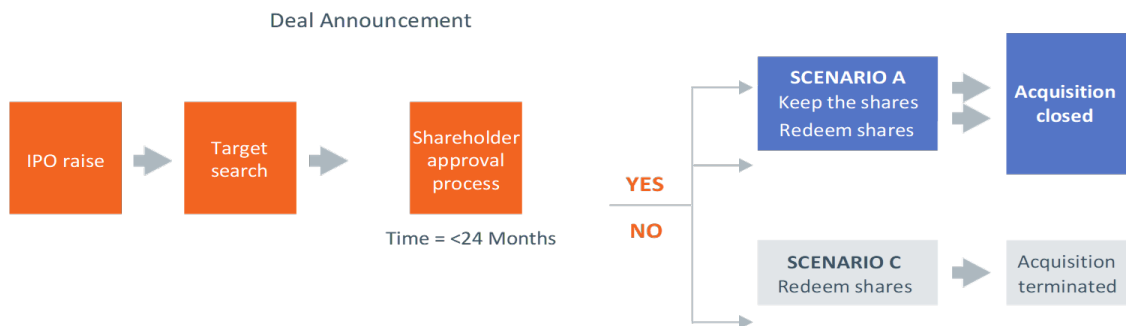 Deal Announcement
IPO raise
Target
search
Shareholder
approval
process
Time = <24 Months
YES
NO
SCENARIO A
Keep the shares
Redeem shares
Acquisition
closed
SCENARIO C
Redeem shares
Acquisition
terminated